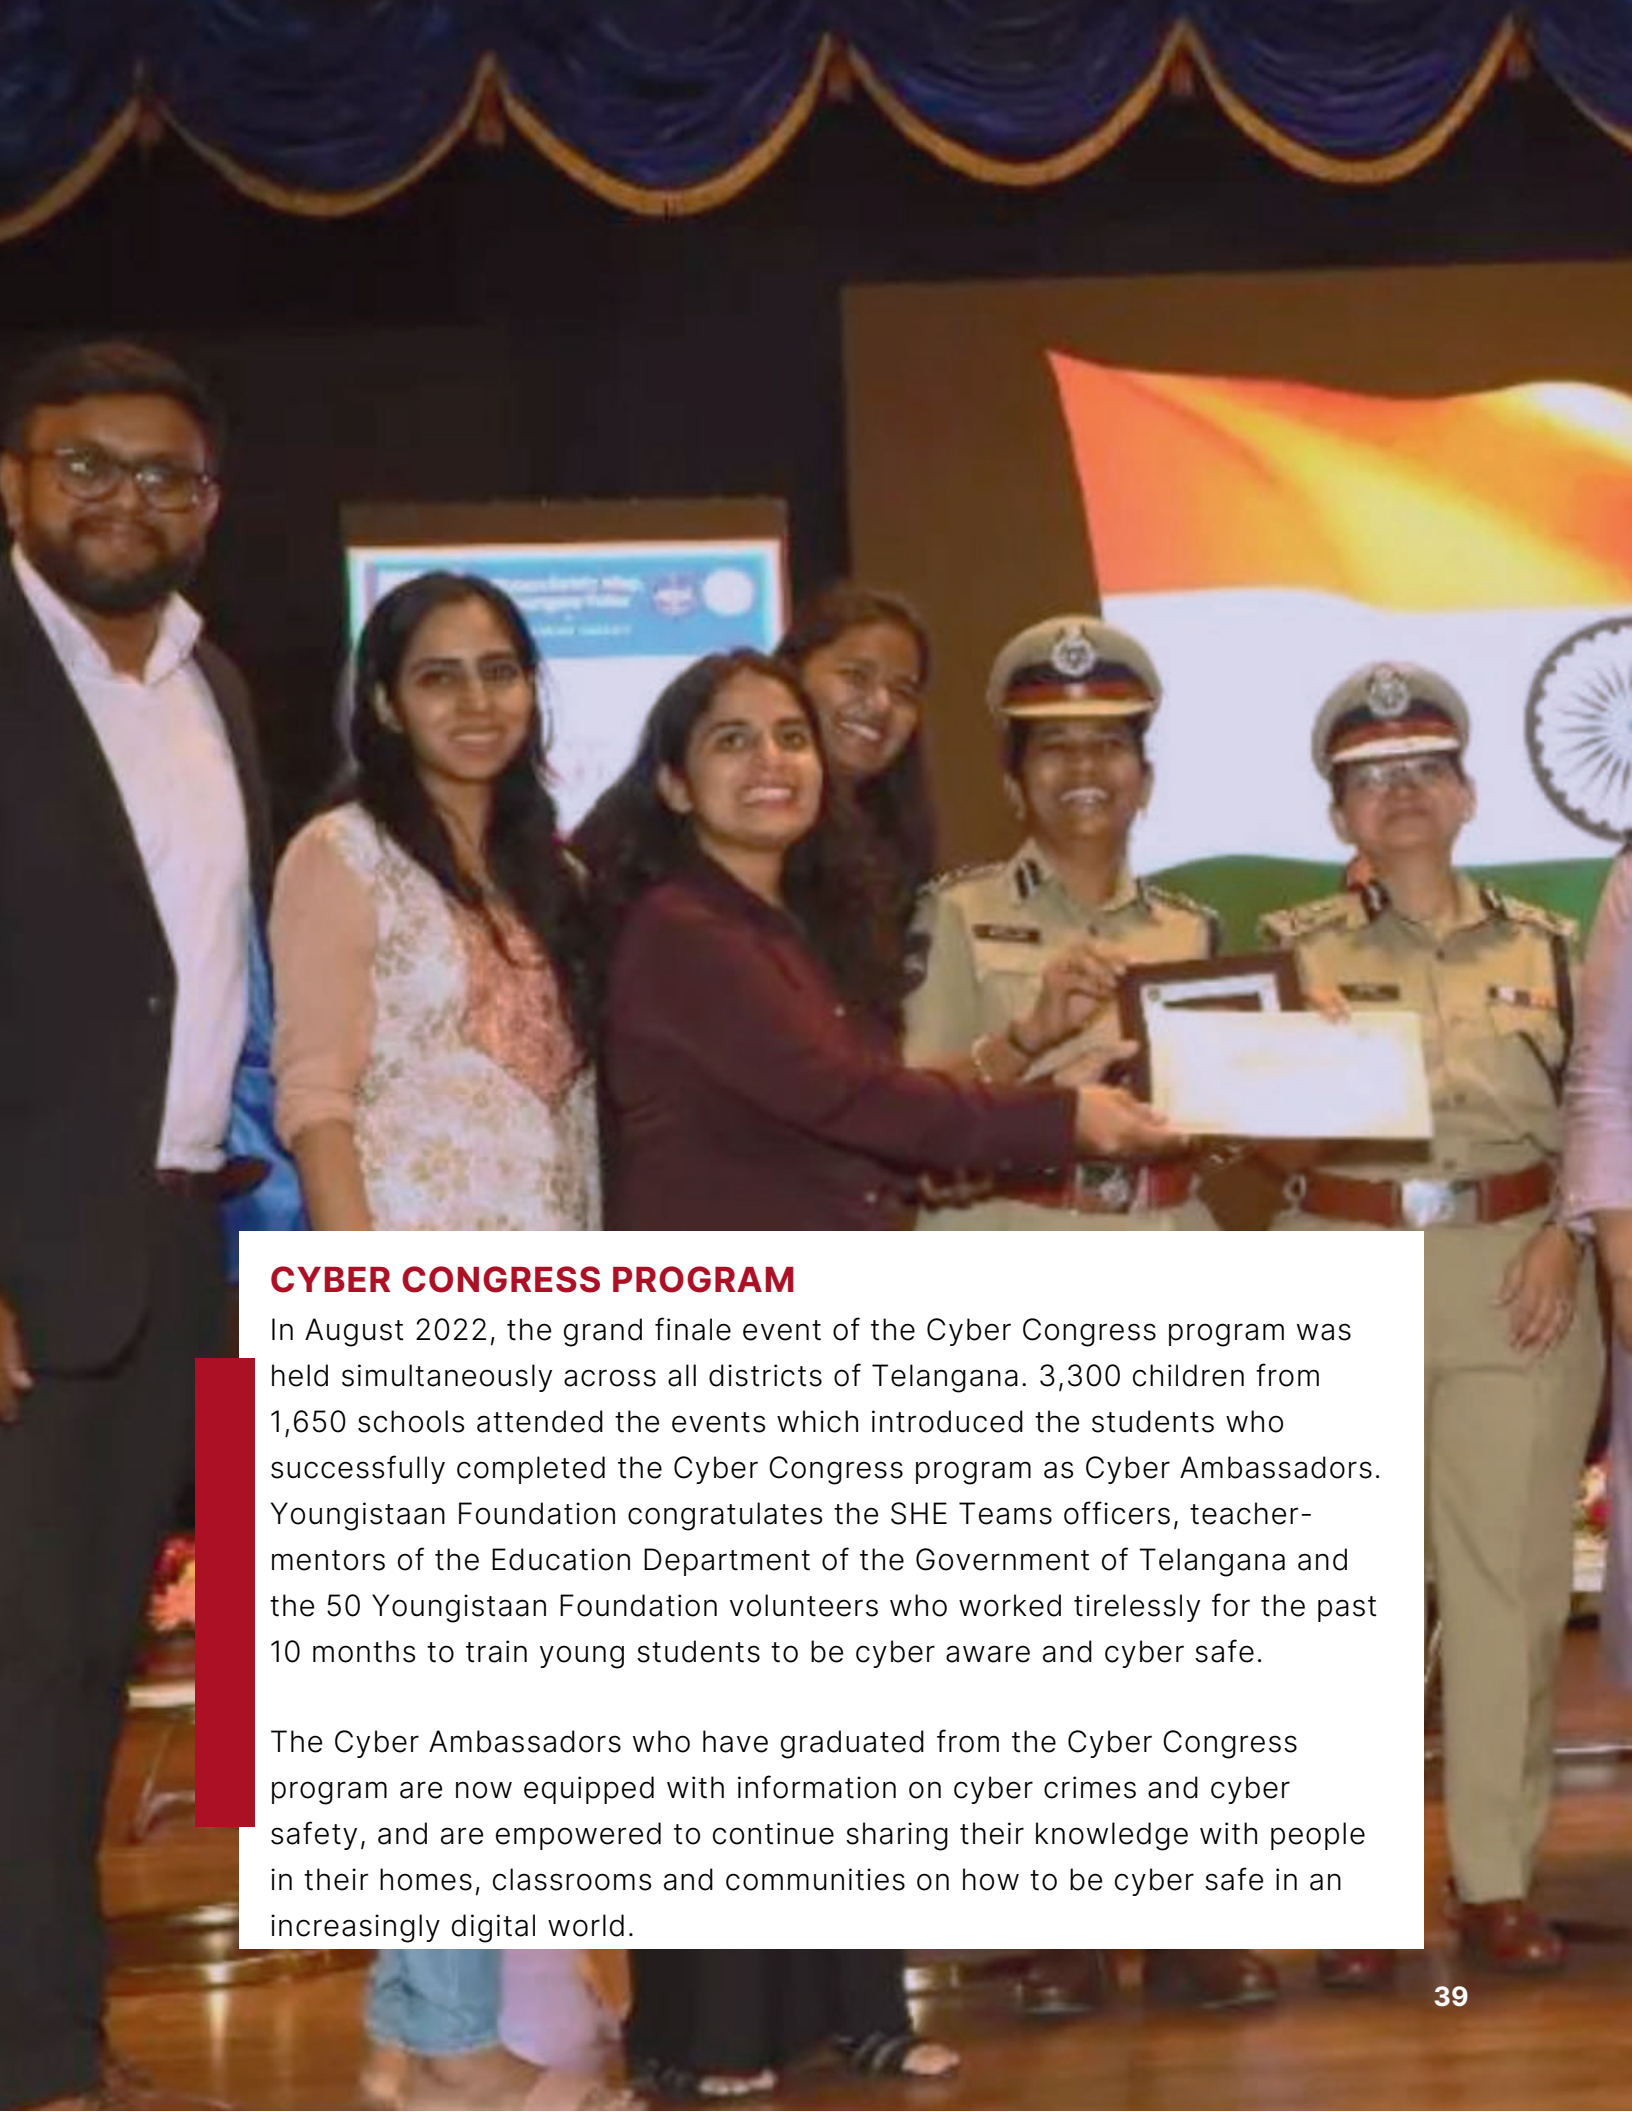 CYBER CONGRESS PROGRAM
In August 2022, the grand finale event of the Cyber Congress program was
held simultaneously across all districts of Telangana. 3,300 children from
1,650 schools attended the events which introduced the students who
successfully completed the Cyber Congress program as Cyber Ambassadors.
Youngistaan Foundation congratulates the SHE Teams officers, teacher-
mentors of the Education Department of the Government of Telangana and
the 50 Youngistaan Foundation volunteers who worked tirelessly for the past
10 months to train young students to be cyber aware and cyber safe.
The Cyber Ambassadors who have graduated from the Cyber Congress
program are now equipped with information on cyber crimes and cyber
safety, and are empowered to continue sharing their knowledge with people
in their homes, classrooms and communities on how to be cyber safe in an
increasingly digital world.
39